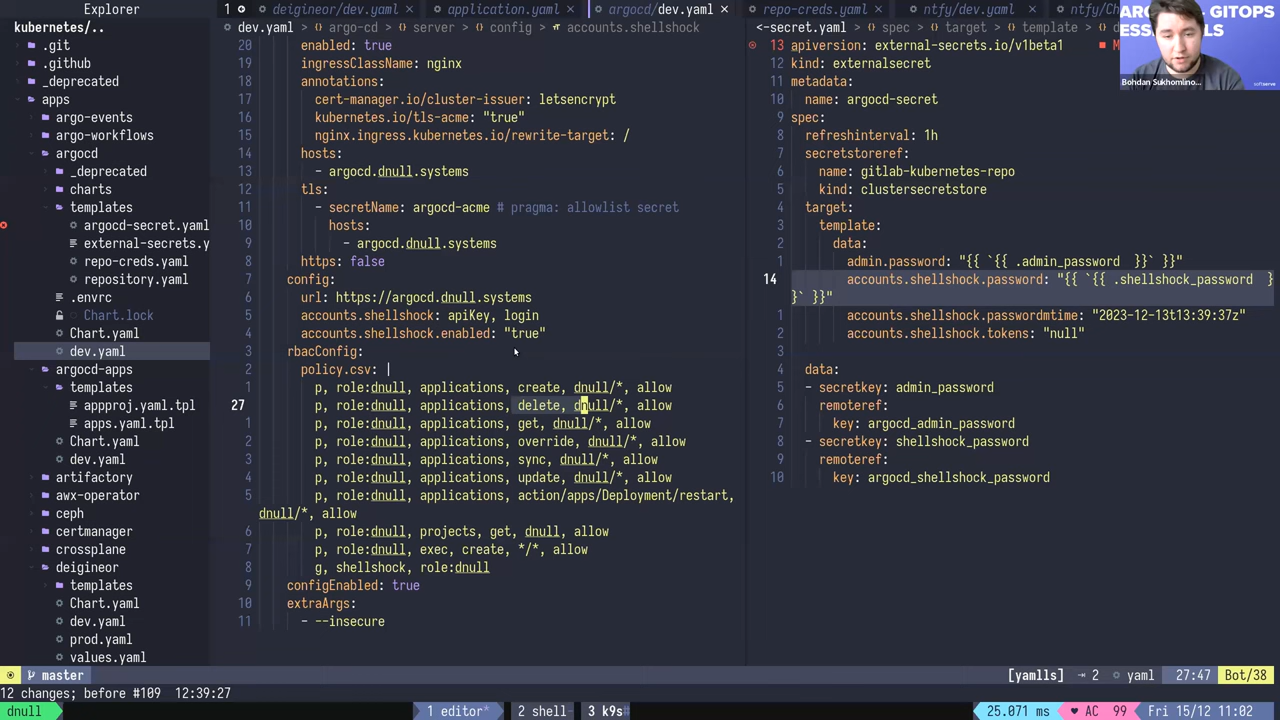 Explorer
kubernetes/..
.git
.github
_deprecated
apps
argo-events
argo-workflows
argocd
_deprecated
charts
templates
argocd-secret.yaml
external-secrets.y
repo-creds.yaml
repository.yaml
.envrc
Chart.lock
Chart.yaml
dev.yaml
argocd-apps
templates
appproj.yaml.tpl
apps.yaml.tpl
Chart.yaml
dev.yaml
artifactory
awx-operator
ceph
certmanager
crossplane
deigineor
templates
Chart.yaml
dev.yaml
prod.yaml
values.yaml
1 deigineor/dev.yaml × application.yaml × argocd/dev.yaml ×
dev.yaml > argo-cd > server > config > accounts.shellshock
20 enabled: true
19 ingressClassName: nginx
18 annotations:
17 cert-manager.io/cluster-issuer: letsencrypt
16 kubernetes.io/tls-acme: "true"
15 nginx.ingress.kubernetes.io/rewrite-target: /
14 hosts:
13 - argocd.dnull.systems
12 tls:
11 - secretName: argocd-acme # pragma: allowlist secret
10 hosts:
9 - argocd.dnull.systems
8 https: false
7 config:
6 url: https://argocd.dnull.systems
5 accounts.shellshock: apiKey, login
4 accounts.shellshock.enabled: "true"
3 rbacConfig:
2 policy.csv: |
1 p, role:dnull, applications, create, dnull/*, allow
27 p, role:dnull, applications, delete, dnull/*, allow
1 p, role:dnull, applications, get, dnull/*, allow
2 p, role:dnull, applications, override, dnull/*, allow
3 p, role:dnull, applications, sync, dnull/*, allow
4 p, role:dnull, applications, update, dnull/*, allow
5 p, role:dnull, applications, action/apps/Deployment/restart,
dnull/*, allow
6 p, role:dnull, projects, get, dnull, allow
7 p, role:dnull, exec, create, */*, allow
8 g, shellshock, role:dnull
9 configEnabled: true
10 extraArgs:
11 - --insecure
repo-creds.yaml × ntfy/dev.yaml × ntfy/Ch
<-secret.yaml > spec > target > template >
13 apiversion: external-secrets.io/v1beta1
12 kind: externalsecret
11 metadata:
10 name: argocd-secret
9 spec:
8 refreshinterval: 1h
7 secretstoreref:
6 name: gitlab-kubernetes-repo
5 kind: clustersecretstore
4 target:
3 template:
2 data:
1 admin.password: "{{ `{{ .admin_password }}` }}"
14 accounts.shellshock.password: "{{ `{{ .shellshock_password }
}` }}"
1 accounts.shellshock.passwordmtime: "2023-12-13t13:39:37z"
2 accounts.shellshock.tokens: "null"
3
4 data:
5 - secretkey: admin_password
6 remoteref:
7 key: argocd_admin_password
8 - secretkey: shellshock_password
9 remoteref:
10 key: argocd_shellshock_password
Bohdan Sukhomlino...
softserve
master
[yamlls] 2 yaml 27:47 Bot/38
12 changes; before #109 12:39:27
dnull
1 editor* 2 shell- 3 k9s#
25.071 ms ♥ AC 99 Fri 15/12 11:02